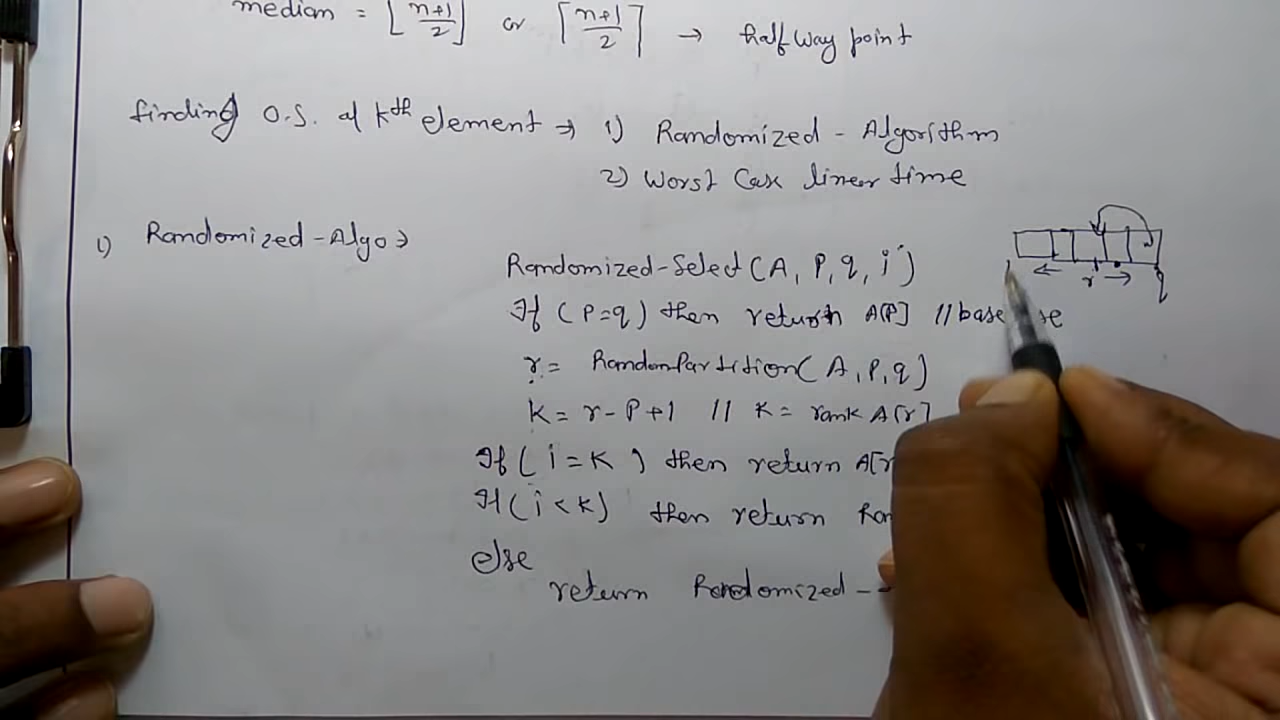 median = ⌊n+1/2⌋ or ⌈n+1/2⌉ → half way point
finding O.S. of kth element ⇒ 1) Randomized - Algorithm
2) Worst Case linear time
1) Randomized - Algo ⇒
Randomized-Select (A, P, q, i)
If (P=q) then return A[P] // base
r = RandomPartition (A, P, q)
K = r - P + 1 // K = rank A[r]
If (i = K) then return A[r
If (i < K) then return Ran
else
return Randomized -
r
q